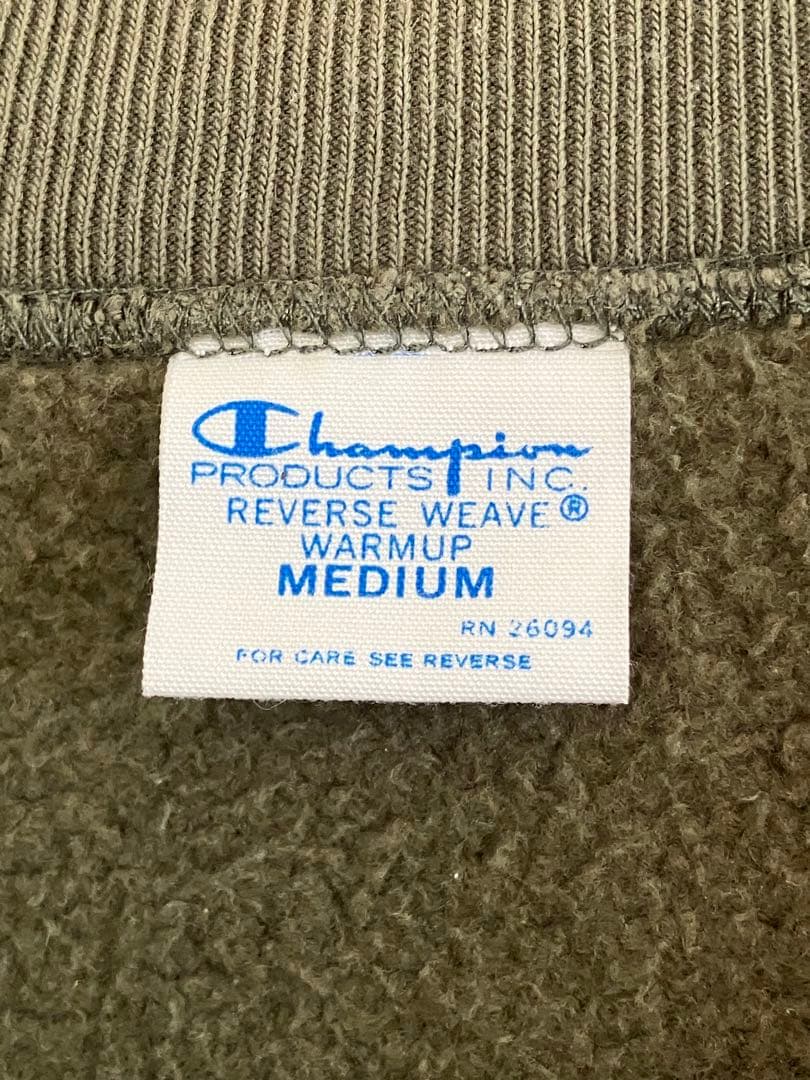 Champion
PRODUCTS INC.
REVERSE WEAVE®
WARMUP
MEDIUM
RN 26094
FOR CARE SEE REVERSE